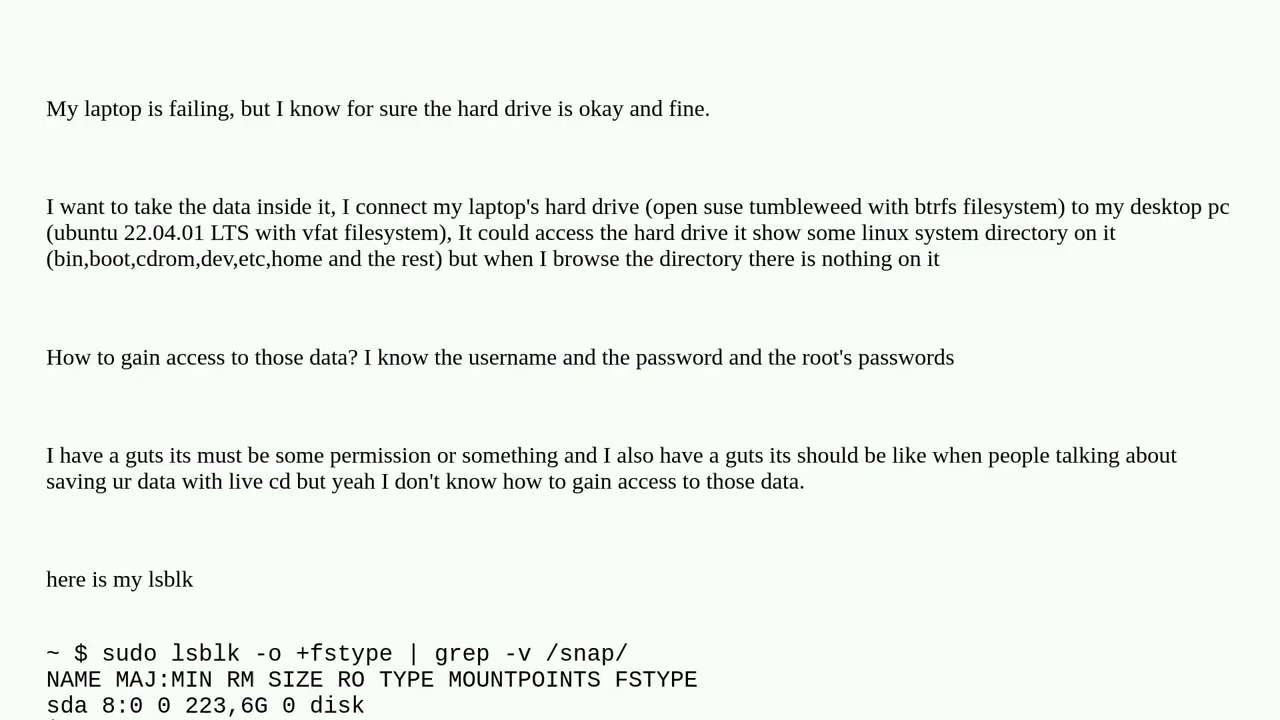 My laptop is failing, but I know for sure the hard drive is okay and fine.
I want to take the data inside it, I connect my laptop's hard drive (open suse tumbleweed with btrfs filesystem) to my desktop pc
(ubuntu 22.04.01 LTS with vfat filesystem), It could access the hard drive it show some linux system directory on it
(bin,boot,cdrom,dev,etc,home and the rest) but when I browse the directory there is nothing on it
How to gain access to those data? I know the username and the password and the root's passwords
I have a guts its must be some permission or something and I also have a guts its should be like when people talking about
saving ur data with live cd but yeah I don't know how to gain access to those data.
here is my lsblk
~ $ sudo lsblk -o +fstype | grep -v /snap/
NAME MAJ:MIN RM SIZE RO TYPE MOUNTPOINTS FSTYPE
sda 8:0 0 223,6G 0 disk